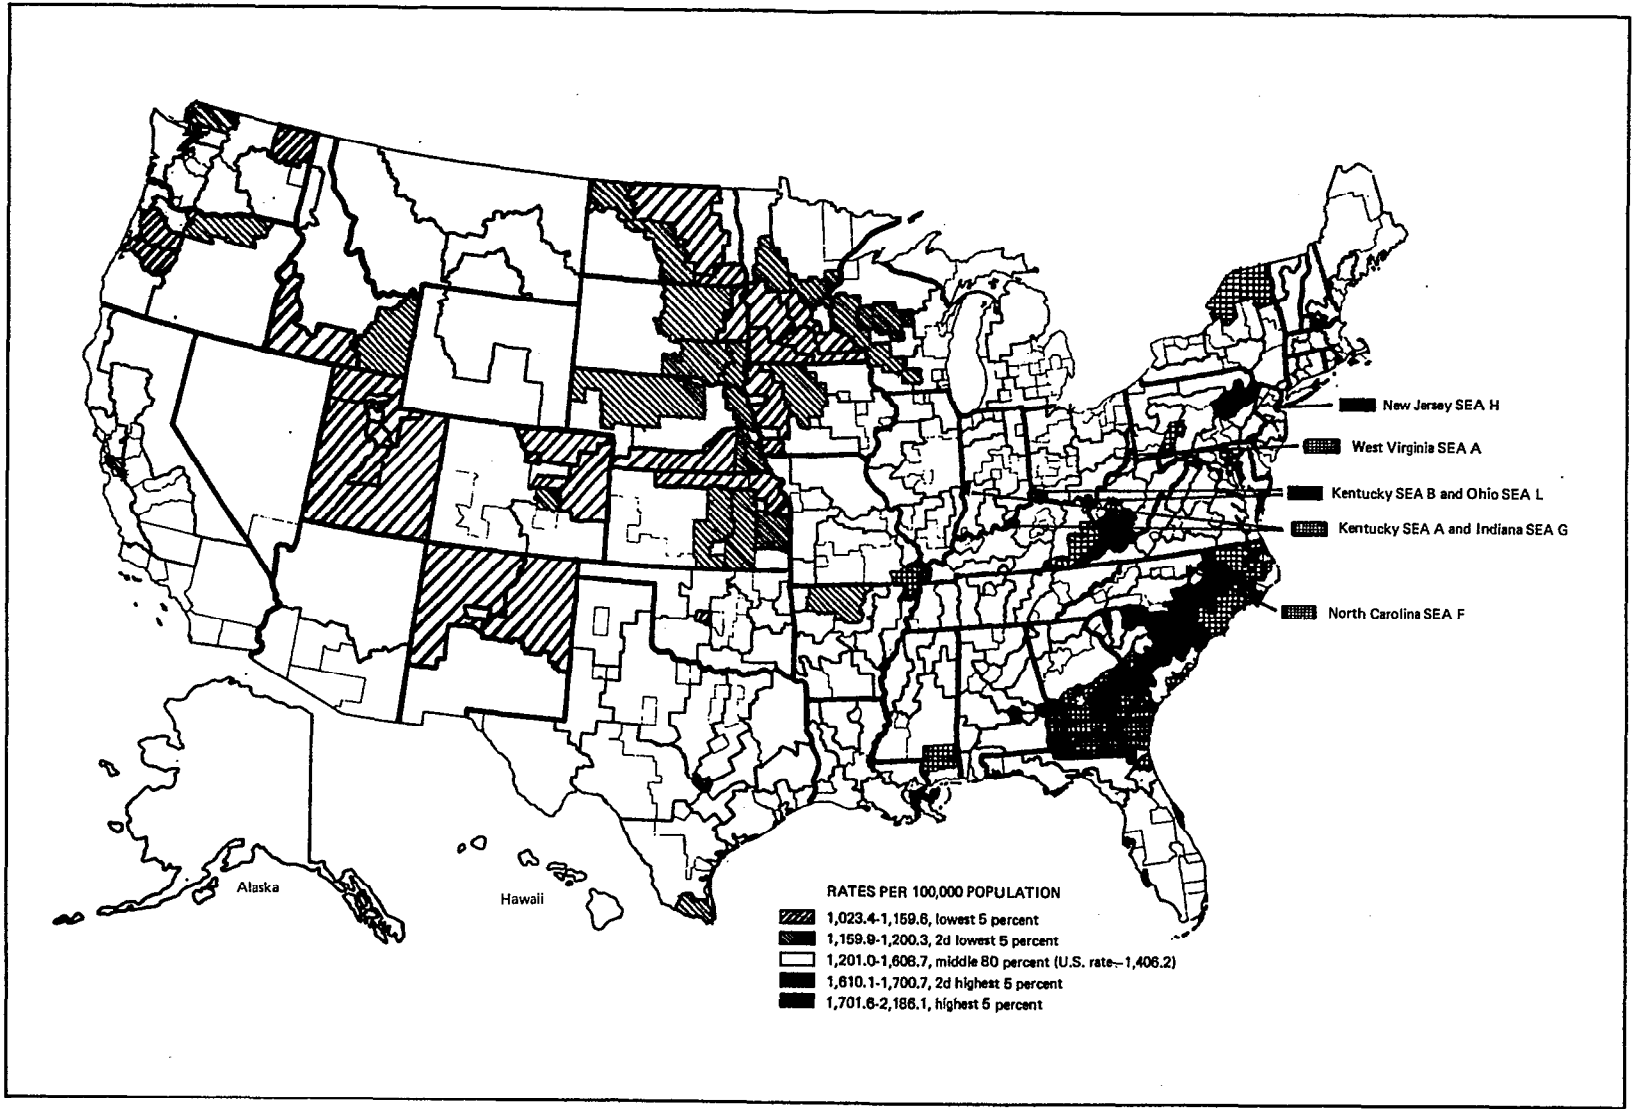 New Jersey SEA H
West Virginia SEA A
Kentucky SEA B and Ohio SEA L
Kentucky SEA A and Indiana SEA G
North Carolina SEA F
Alaska
Hawaii
RATES PER 100,000 POPULATION
1,023.4-1,159.6, lowest 5 percent
1,159.9-1,200.3, 2d lowest 5 percent
1,201.0-1,608.7, middle 80 percent (U.S. rate—1,406.2)
1,610.1-1,700.7, 2d highest 5 percent
1,701.6-2,186.1, highest 5 percent